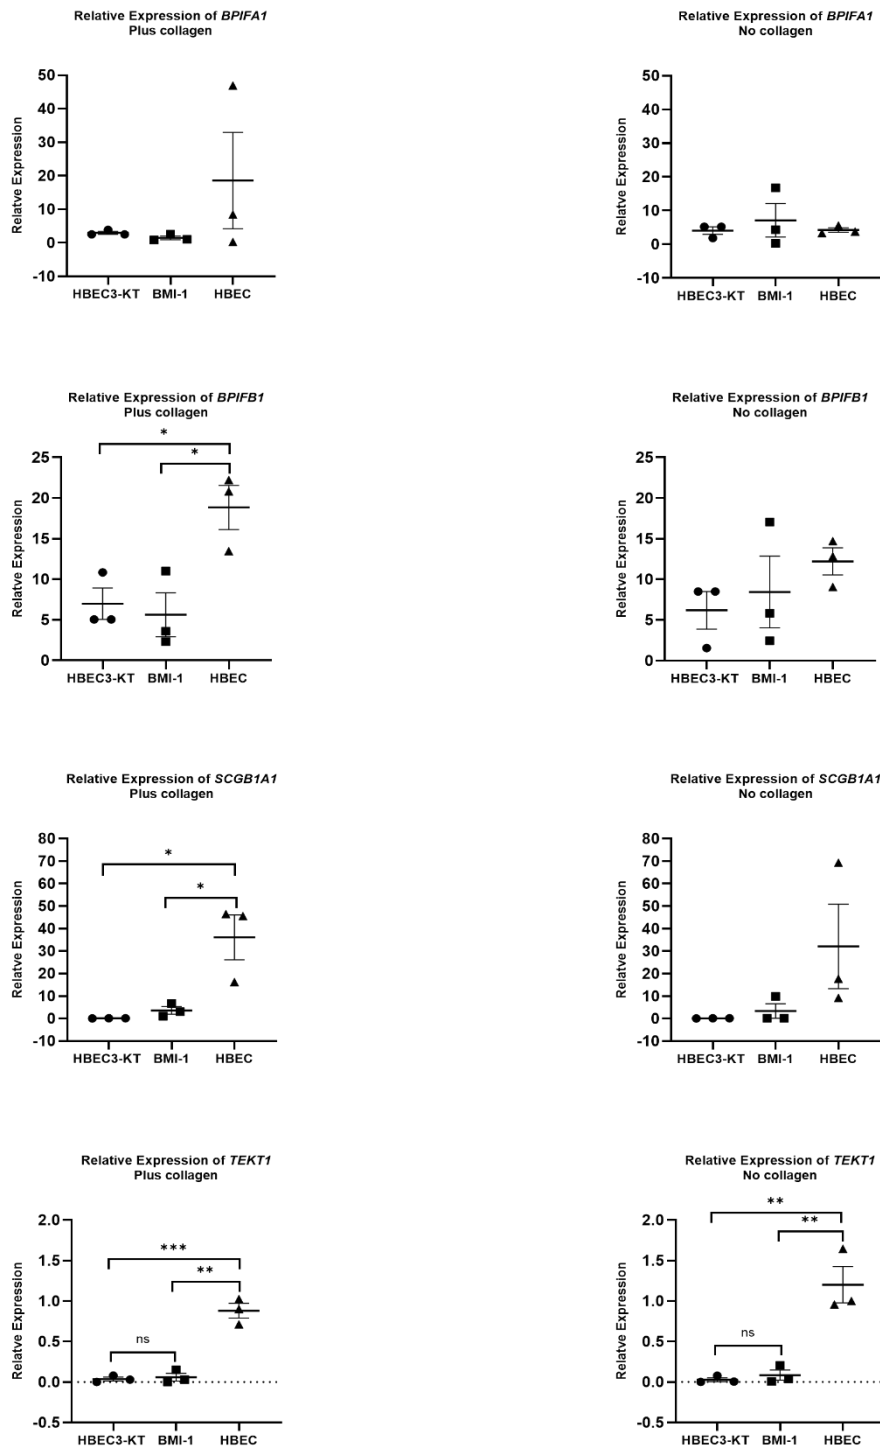 Relative Expression of BPIFA1
Plus collagen
Relatve Expression
50
40
30
20
10
0
-10
HBEC3-KT BMI-1 HBEC
Relative Expression of BPIFA1
No collagen
Relatve Expression
50
40
30
20
10
0
-10
HBEC3-KT BMI-1 HBEC
Relative Expression of BPIFB1
Plus collagen
*
*
Relatve Expression
25
20
15
10
5
0
HBEC3-KT BMI-1 HBEC
Relative Expression of BPIFB1
No collagen
Relatve Expression
25
20
15
10
5
0
HBEC3-KT BMI-1 HBEC
Relative Expression of SCGB1A1
Plus collagen
*
*
Relatve Expression
80
70
60
50
40
30
20
10
0
-10
HBEC3-KT BMI-1 HBEC
Relative Expression of SCGB1A1
No collagen
Relatve Expression
80
70
60
50
40
30
20
10
0
-10
HBEC3-KT BMI-1 HBEC
Relative Expression of TEKT1
Plus collagen
***
**
ns
Relatve Expression
2.0
1.5
1.0
0.5
0.0
-0.5
HBEC3-KT BMI-1 HBEC
Relative Expression of TEKT1
No collagen
**
**
ns
Relatve Expression
2.0
1.5
1.0
0.5
0.0
-0.5
HBEC3-KT BMI-1 HBEC